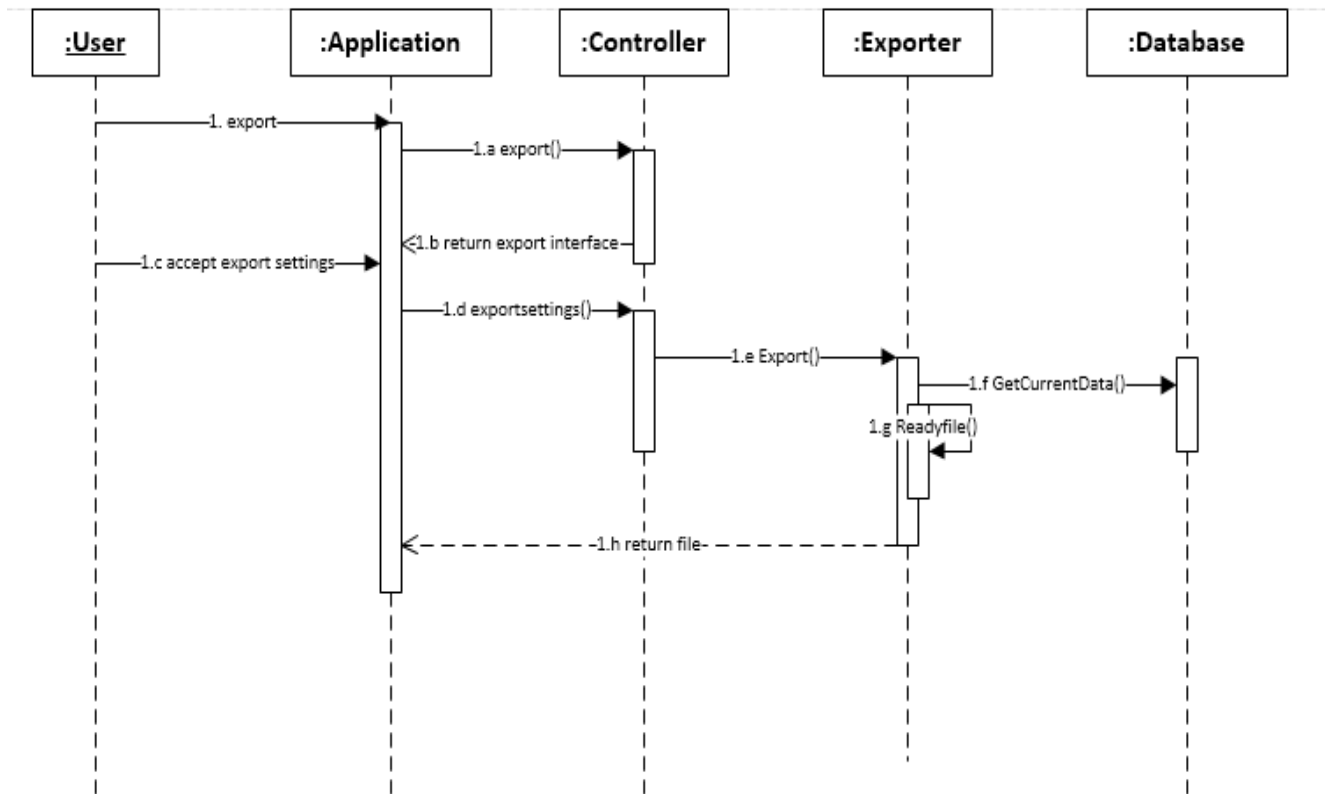 :User
:Application
:Controller
:Exporter
:Database
1. export
1.a export()
1.b return export interface
1.c accept export settings
1.d exportsettings()
1.e Export()
1.f GetCurrentData()
1.g Readyfile()
1.h return file